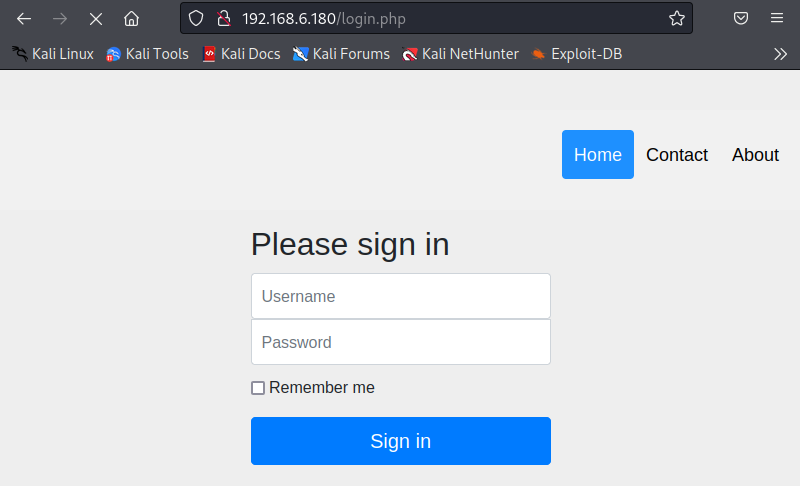 192.168.6.180/login.php
Kali Linux Kali Tools Kali Docs Kali Forums Kali NetHunter Exploit-DB
Home Contact About
Please sign in
Username
Password
Remember me
Sign in